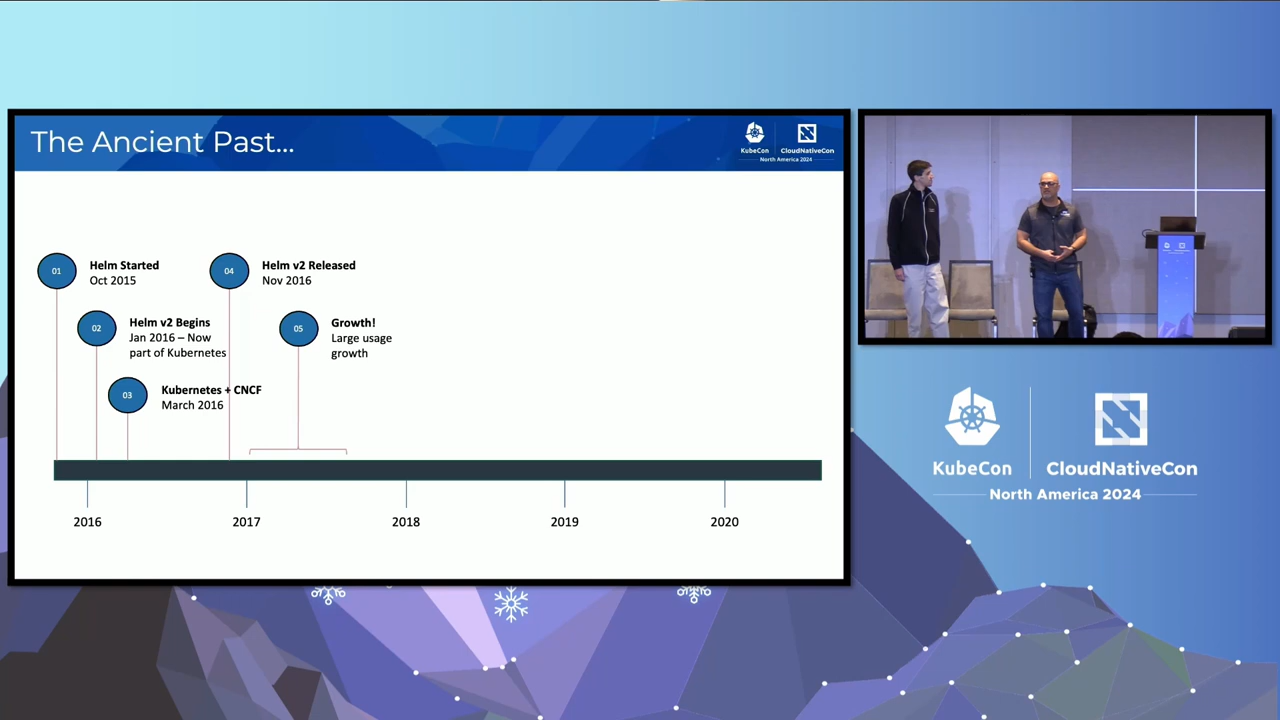 The Ancient Past...
KubeCon
CloudNativeCon
North America 2024
01
Helm Started
Oct 2015
04
Helm v2 Released
Nov 2016
02
Helm v2 Begins
Jan 2016 – Now
part of Kubernetes
05
Growth!
Large usage
growth
03
Kubernetes + CNCF
March 2016
2016
2017
2018
2019
2020
KubeCon
CloudNativeCon
North America 2024